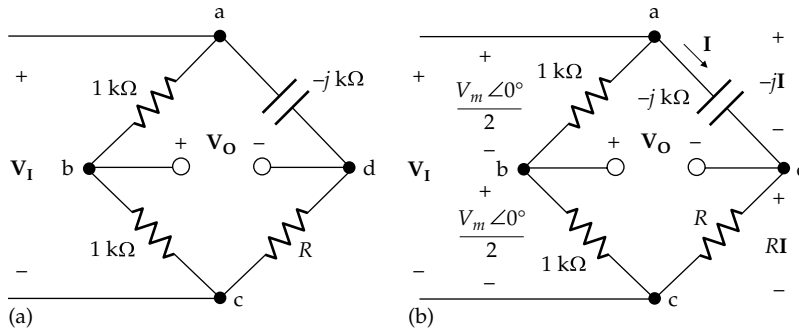 a
+
1 kΩ
–j kΩ
V_I
b
+
V_O
–
d
1 kΩ
R
–
c
(a)
a
+
+
I
+
1 kΩ
V_m ∠0°
2
–j kΩ
–jI
–
+
V_O
–
–
V_I
b
d
+
V_m ∠0°
2
+
R
RI
1 kΩ
–
–
–
c
(b)